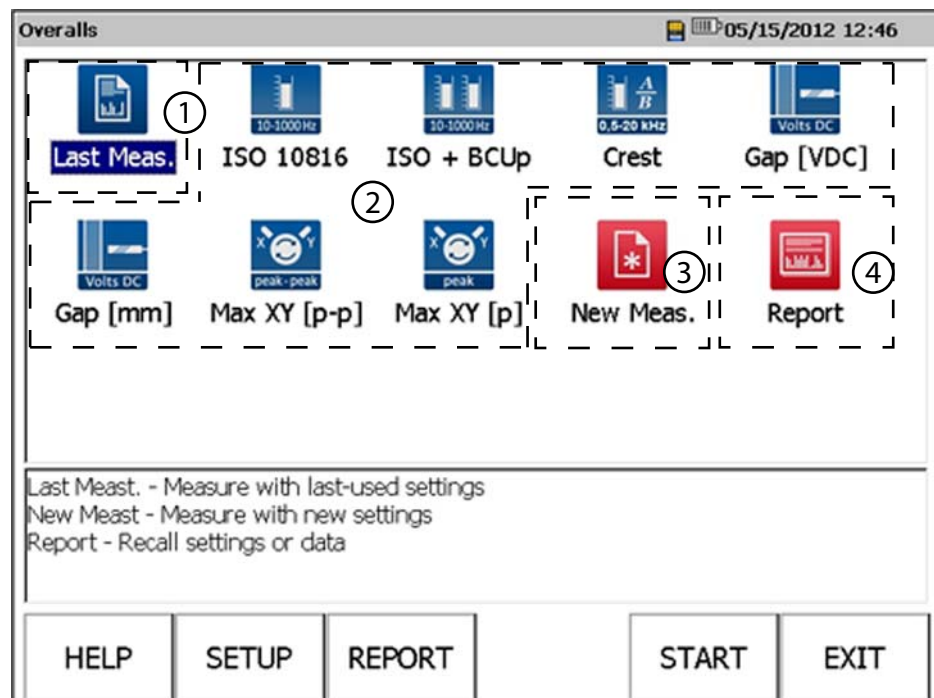 Overalls 05/15/2012 12:46
1
10-1000 Hz 10-1000 Hz A B 0,5-20 kHz Volts DC
Last Meas. ISO 10816 ISO + BCUp Crest Gap [VDC]
2
X Y X Y
Volts DC peak-peak peak * 3 4
Gap [mm] Max XY [p-p] Max XY [p] New Meas. Report
Last Meast. - Measure with last-used settings
New Meast - Measure with new settings
Report - Recall settings or data
HELP SETUP REPORT START EXIT